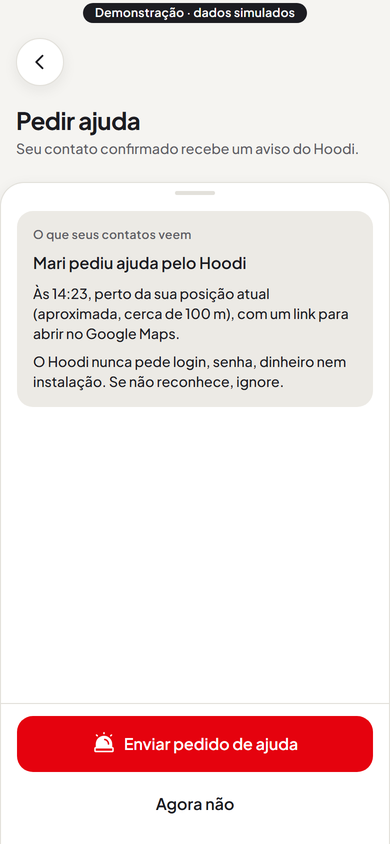 Demonstração · dados simulados
Pedir ajuda
Seu contato confirmado recebe um aviso do Hoodi.
O que seus contatos veem
Mari pediu ajuda pelo Hoodi
Às 14:23, perto da sua posição atual
(aproximada, cerca de 100 m), com um link para
abrir no Google Maps.
O Hoodi nunca pede login, senha, dinheiro nem
instalação. Se não reconhece, ignore.
Enviar pedido de ajuda
Agora não